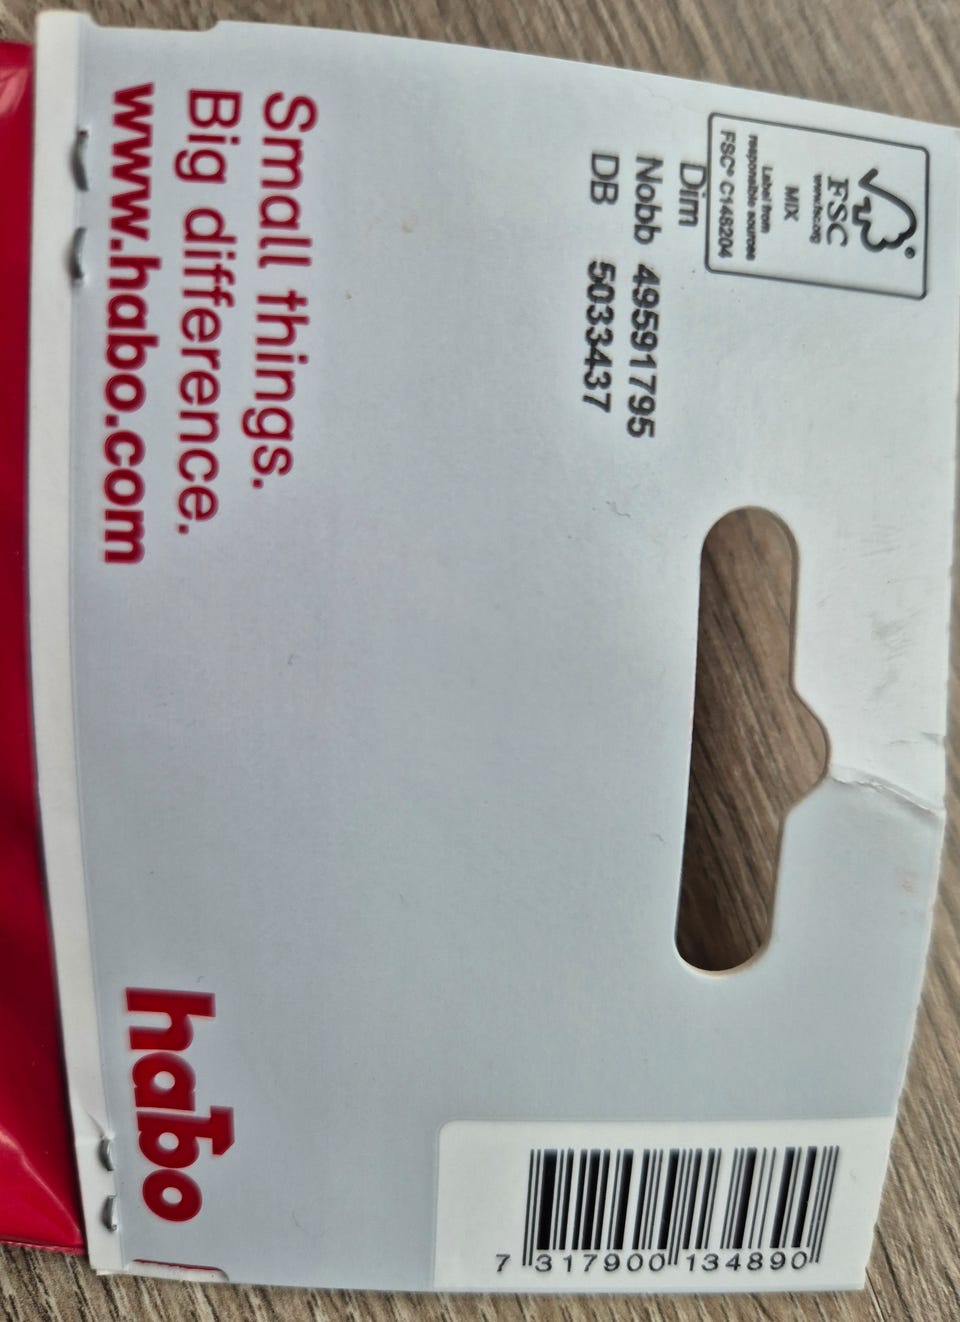 FSC®
www.fsc.org
MIX
Label from
responsible sources
FSC® C148204
Dim
Nobb 49591795
DB 5033437
Small things.
Big difference.
www.habo.com
habo
7 317900 134890